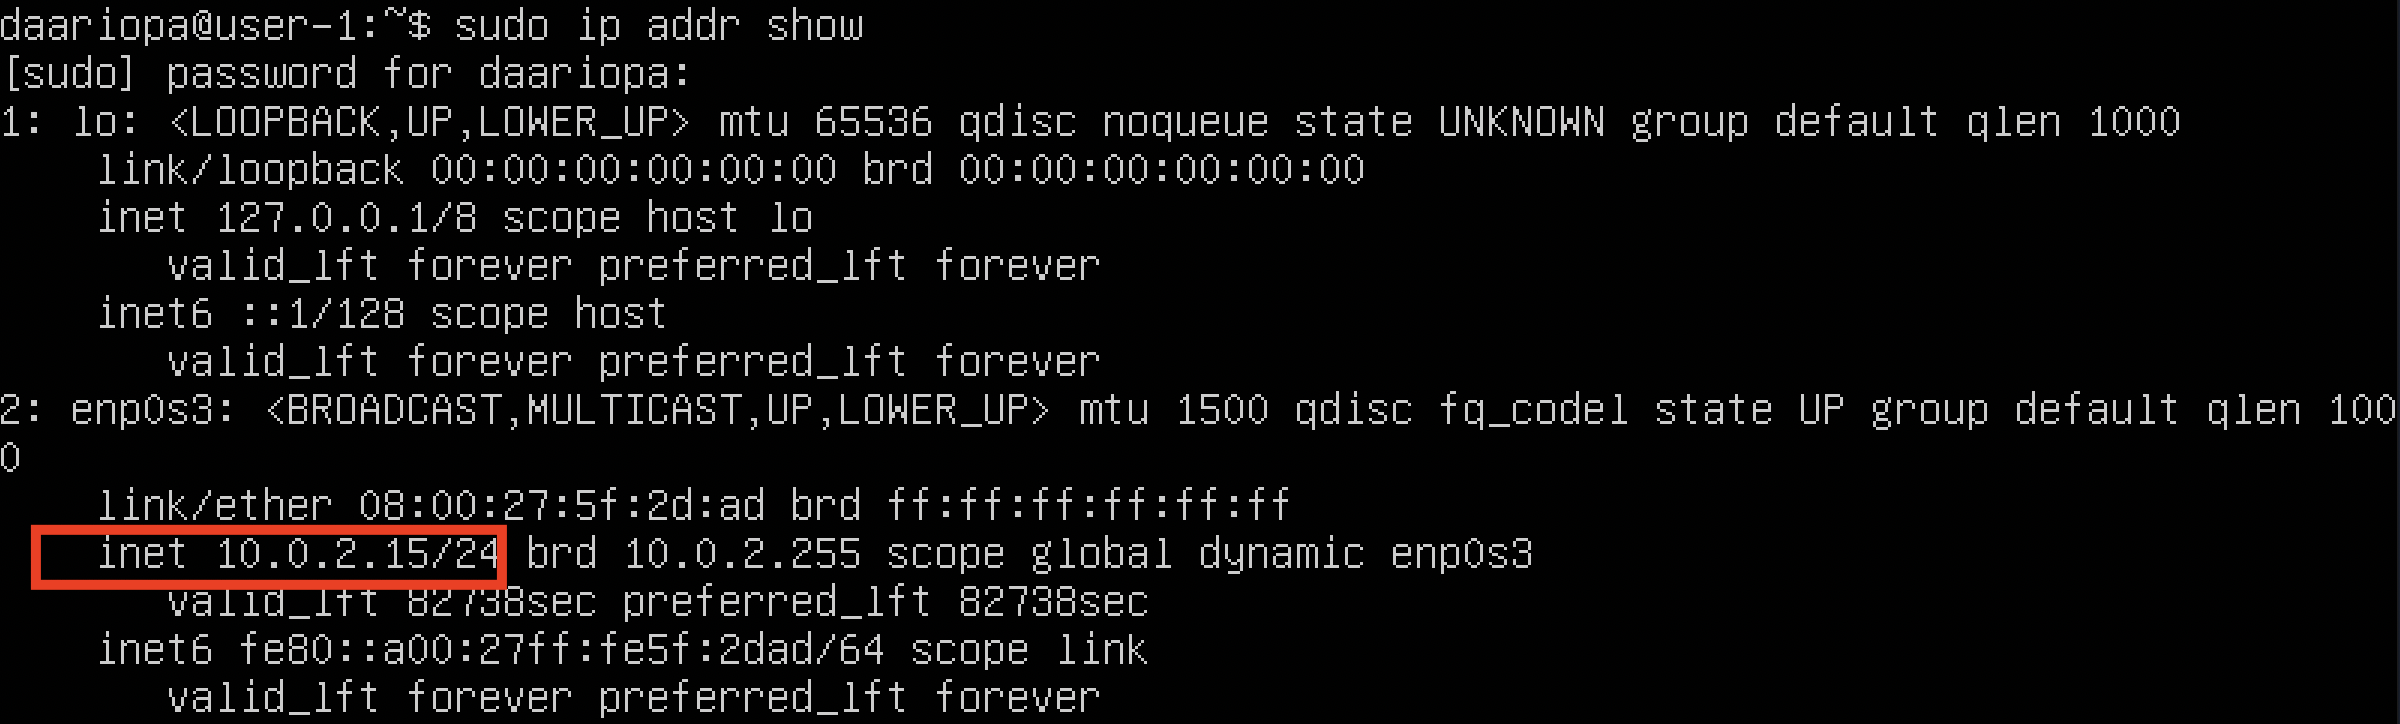 daariopa@user-1:~$ sudo ip addr show
[sudo] password for daariopa:
1: lo: <LOOPBACK,UP,LOWER_UP> mtu 65536 qdisc noqueue state UNKNOWN group default qlen 1000
    link/loopback 00:00:00:00:00:00 brd 00:00:00:00:00:00
    inet 127.0.0.1/8 scope host lo
       valid_lft forever preferred_lft forever
    inet6 ::1/128 scope host
       valid_lft forever preferred_lft forever
2: enp0s3: <BROADCAST,MULTICAST,UP,LOWER_UP> mtu 1500 qdisc fq_codel state UP group default qlen 100
0
    link/ether 08:00:27:5f:2d:ad brd ff:ff:ff:ff:ff:ff
    inet 10.0.2.15/24 brd 10.0.2.255 scope global dynamic enp0s3
       valid_lft 82738sec preferred_lft 82738sec
    inet6 fe80::a00:27ff:fe5f:2dad/64 scope link
       valid_lft forever preferred_lft forever